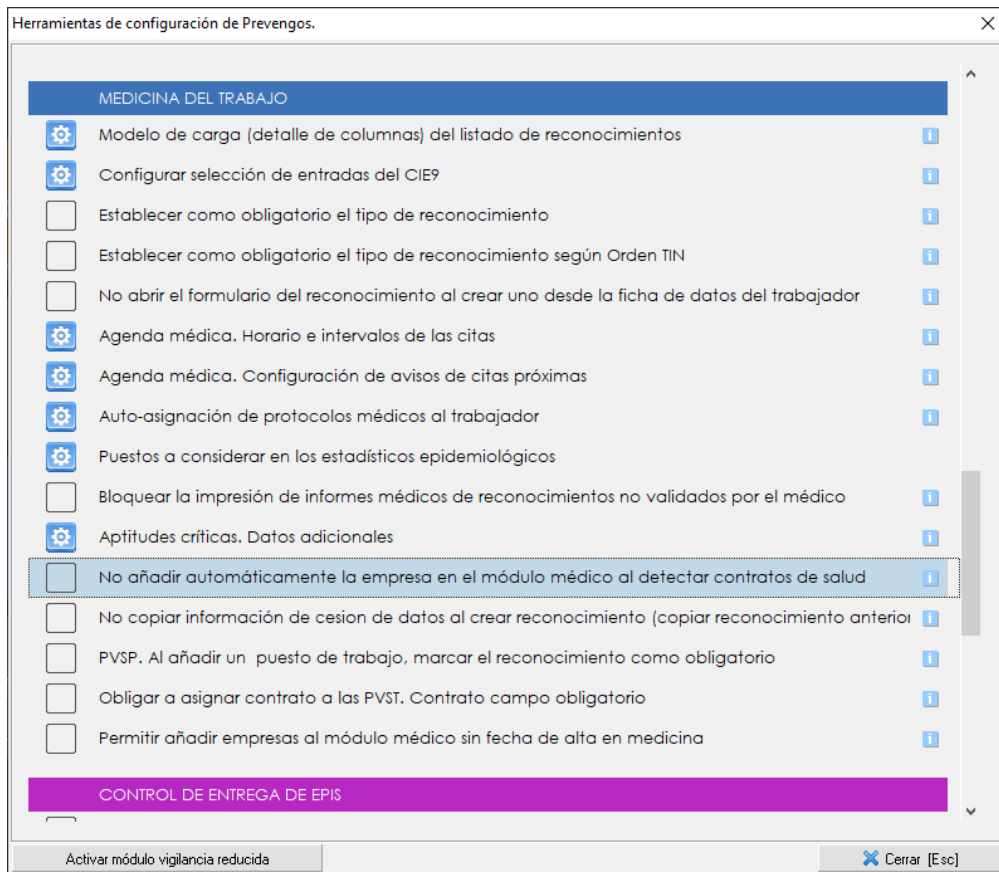 Herramientas de configuración de Prevengos.
MEDICINA DEL TRABAJO
Modelo de carga (detalle de columnas) del listado de reconocimientos
Configurar selección de entradas del CIE9
Establecer como obligatorio el tipo de reconocimiento
Establecer como obligatorio el tipo de reconocimiento según Orden TIN
No abrir el formulario del reconocimiento al crear uno desde la ficha de datos del trabajador
Agenda médica. Horario e intervalos de las citas
Agenda médica. Configuración de avisos de citas próximas
Auto-asignación de protocolos médicos al trabajador
Puestos a considerar en los estadísticos epidemiológicos
Bloquear la impresión de informes médicos de reconocimientos no validados por el médico
Aptitudes críticas. Datos adicionales
No añadir automáticamente la empresa en el módulo médico al detectar contratos de salud
No copiar información de cesion de datos al crear reconocimiento (copiar reconocimiento anterior
PVSP. Al añadir un puesto de trabajo, marcar el reconocimiento como obligatorio
Obligar a asignar contrato a las PVST. Contrato campo obligatorio
Permitir añadir empresas al módulo médico sin fecha de alta en medicina
CONTROL DE ENTREGA DE EPIS
Activar módulo vigilancia reducida
Cerrar [Esc]